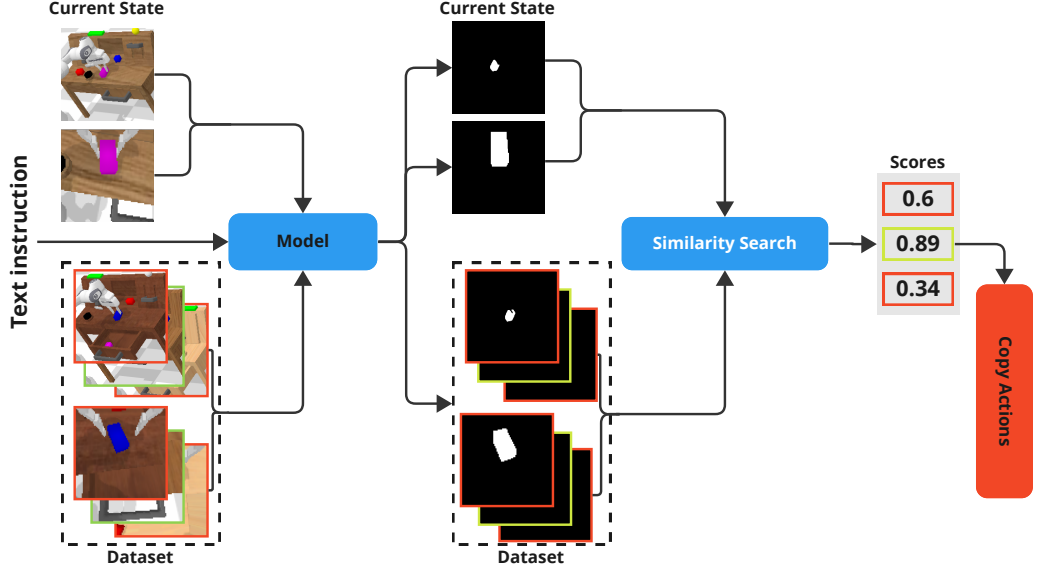 Current State
Current State
Text instruction
Model
Similarity Search
Scores
0.6
0.89
0.34
Copy Actions
Dataset
Dataset